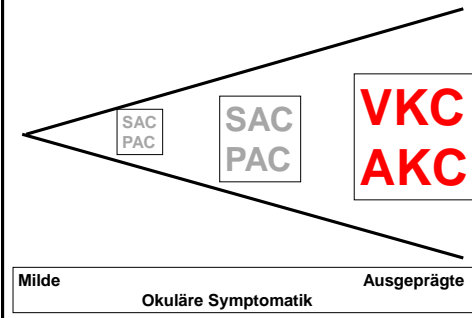 SAC
PAC
SAC
PAC
VKC
AKC
Milde Ausgeprägte
Okuläre Symptomatik